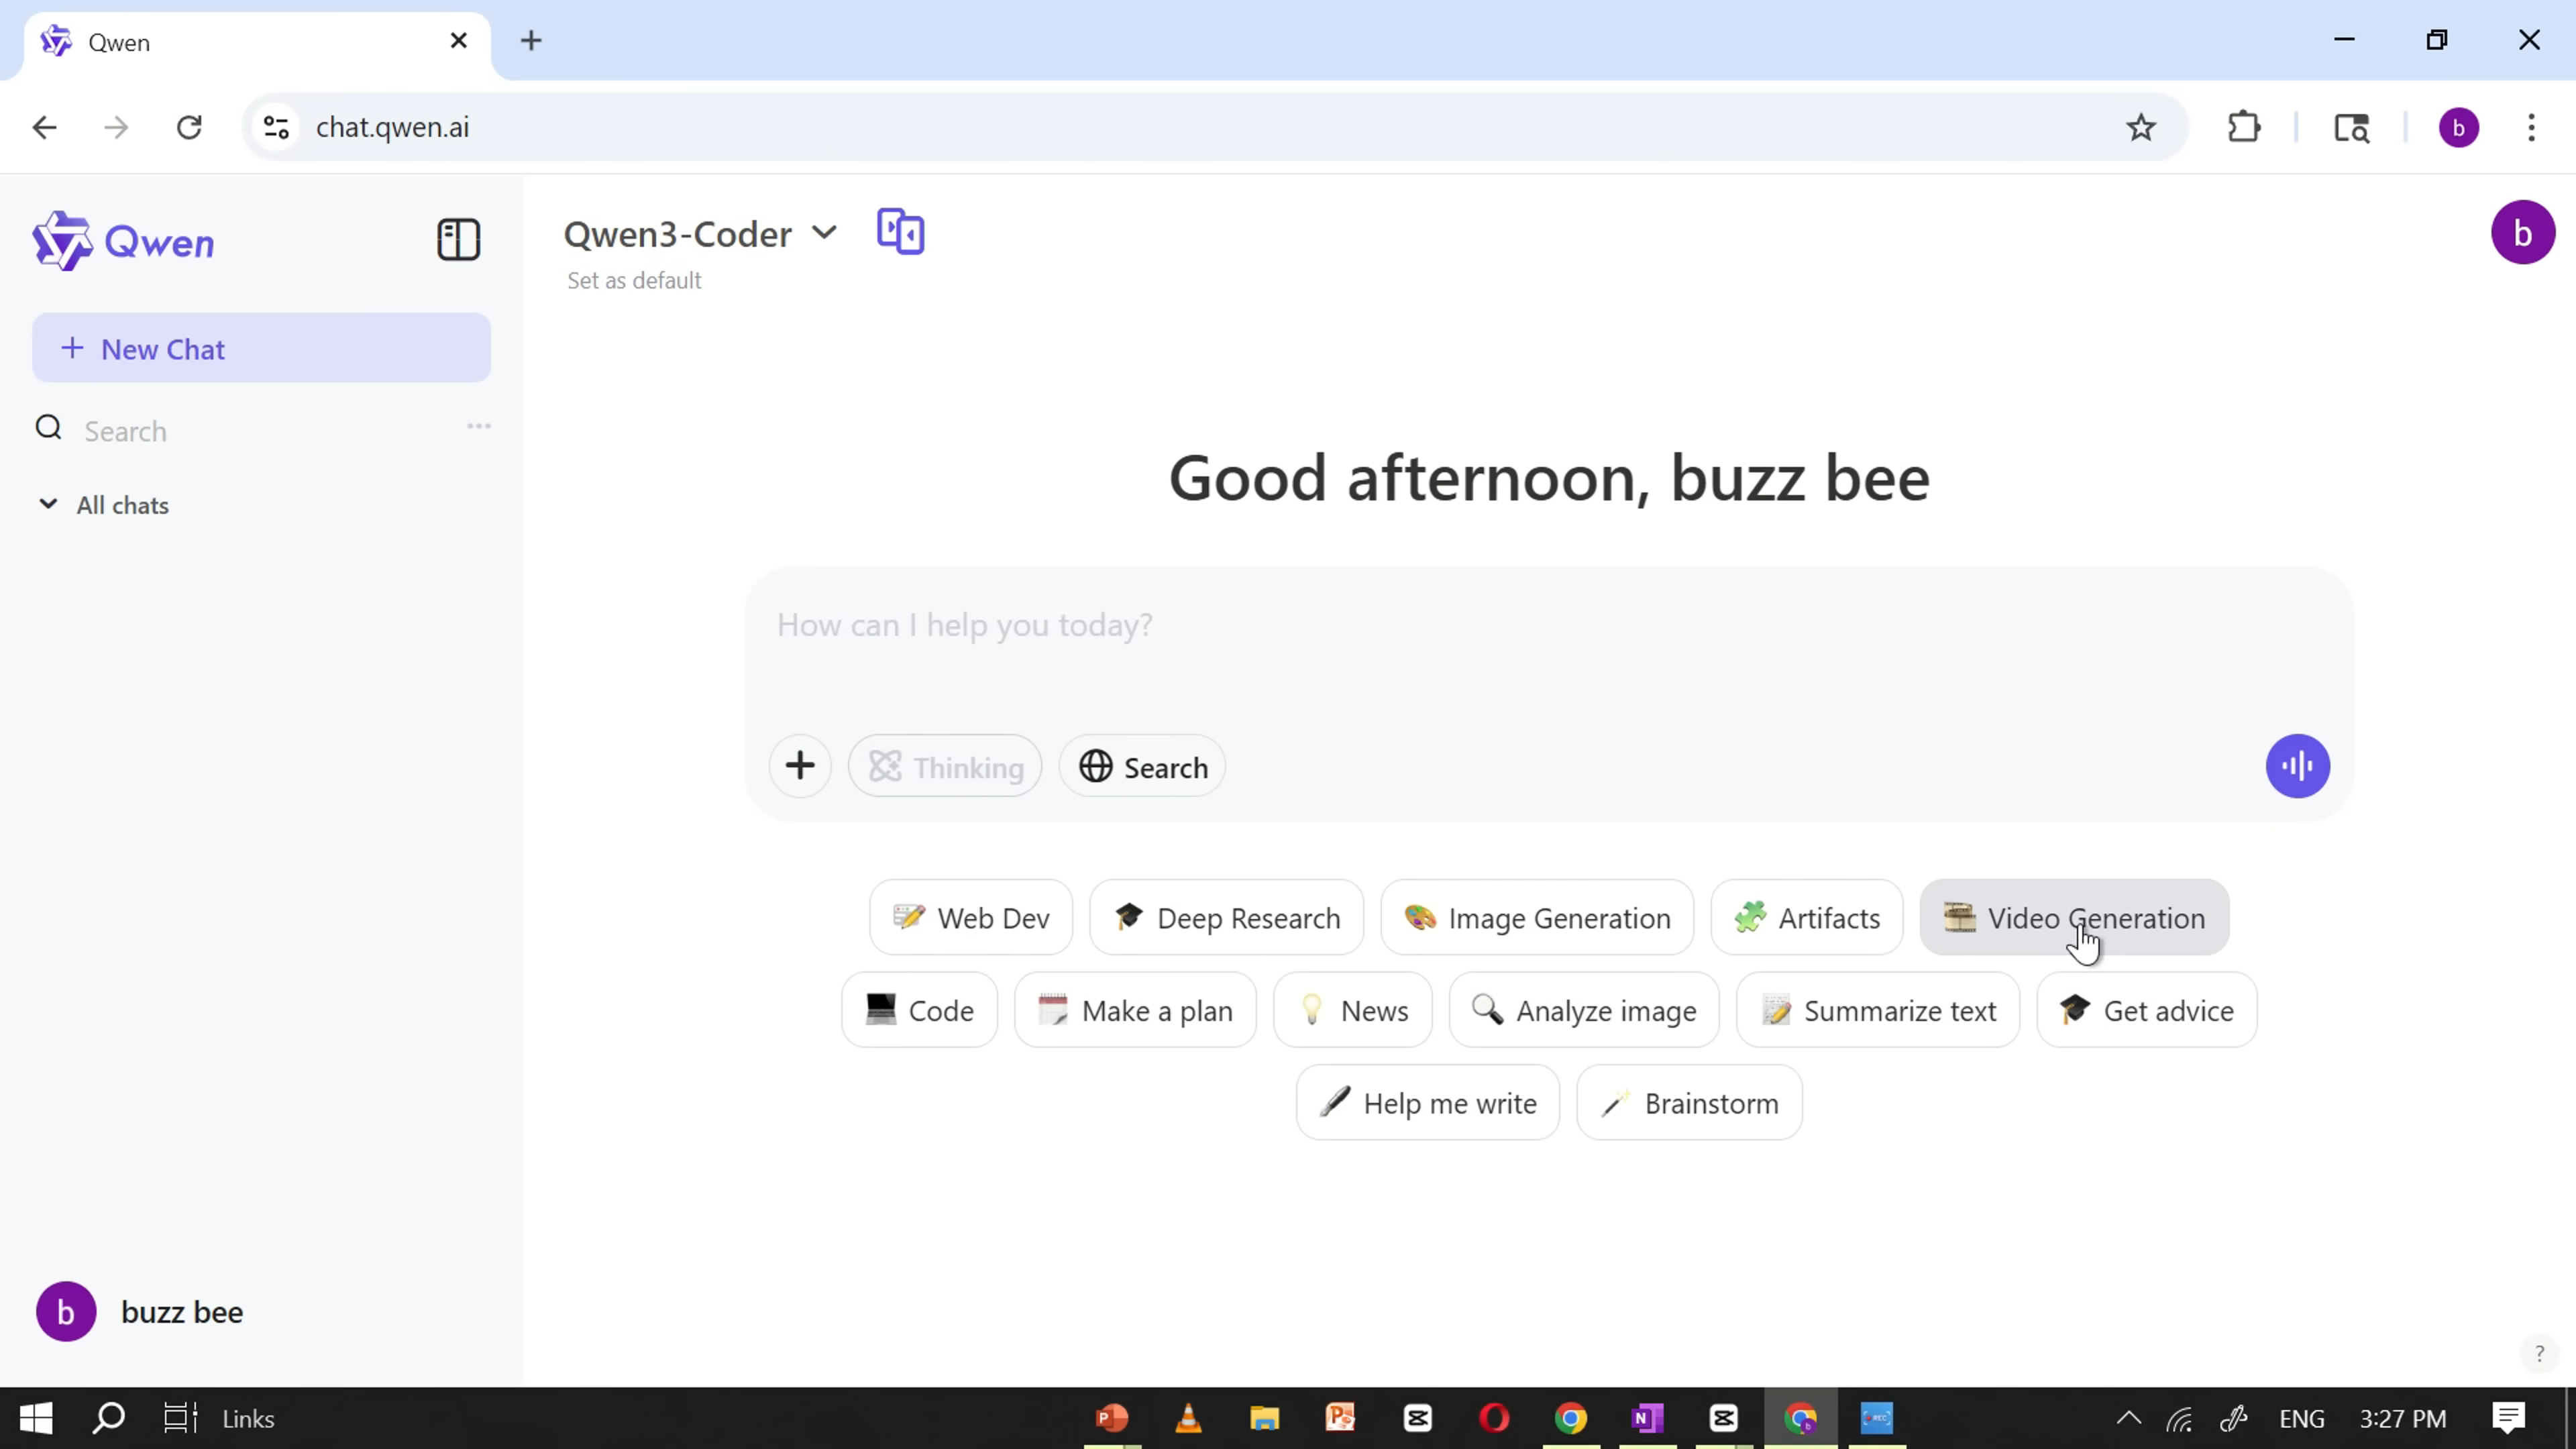 Qwen
chat.qwen.ai
b
Qwen
Qwen3-Coder
b
Set as default
+ New Chat
Search
All chats
Good afternoon, buzz bee
How can I help you today?
Thinking
Search
Web Dev
Deep Research
Image Generation
Artifacts
Video Generation
Code
Make a plan
News
Analyze image
Summarize text
Get advice
Help me write
Brainstorm
b
buzz bee
?
Links
ENG
3:27 PM